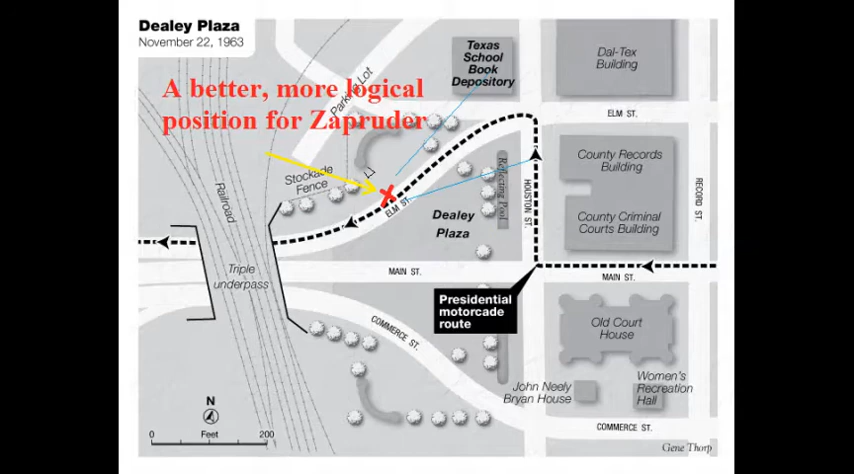 Dealey Plaza
November 22, 1963
Texas
School
Book
Depository
Dal-Tex
Building
A better, more logical
position for Zapruder
Parking Lot
ELM ST.
County Records
Building
Stockade
Fence
Reflecting Pool
HOUSTON ST.
RECORD ST.
Railroad
ELM ST.
Dealey
Plaza
County Criminal
Courts Building
Triple
underpass
MAIN ST.
MAIN ST.
Presidential
motorcade
route
COMMERCE ST.
Old Court
House
John Neely
Bryan House
Women's
Recreation
Hall
N
0 Feet 200
COMMERCE ST.
Gene Thorp